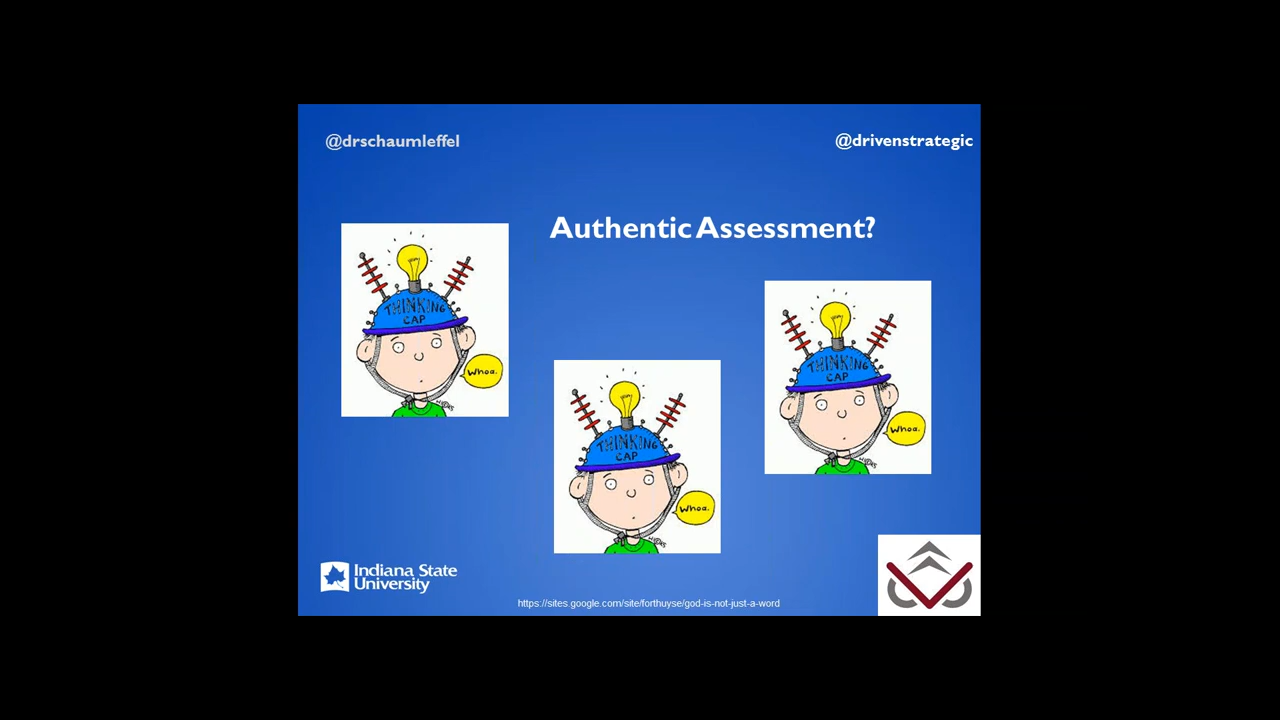 @drschaumleffel
@drivenstrategic
Authentic Assessment?
THINKING
CAP
Whoa.
THINKING
CAP
Whoa.
THINKING
CAP
Whoa.
Indiana State
University
https://sites.google.com/site/forthuyse/god-is-not-just-a-word